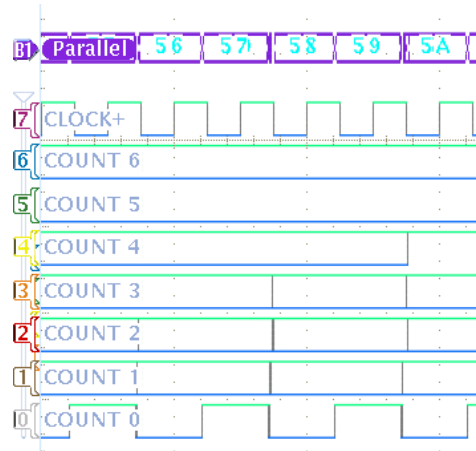 B1 Parallel 56 57 58 59 5A
7 CLOCK+
6 COUNT 6
5 COUNT 5
4 COUNT 4
3 COUNT 3
2 COUNT 2
1 COUNT 1
0 COUNT 0